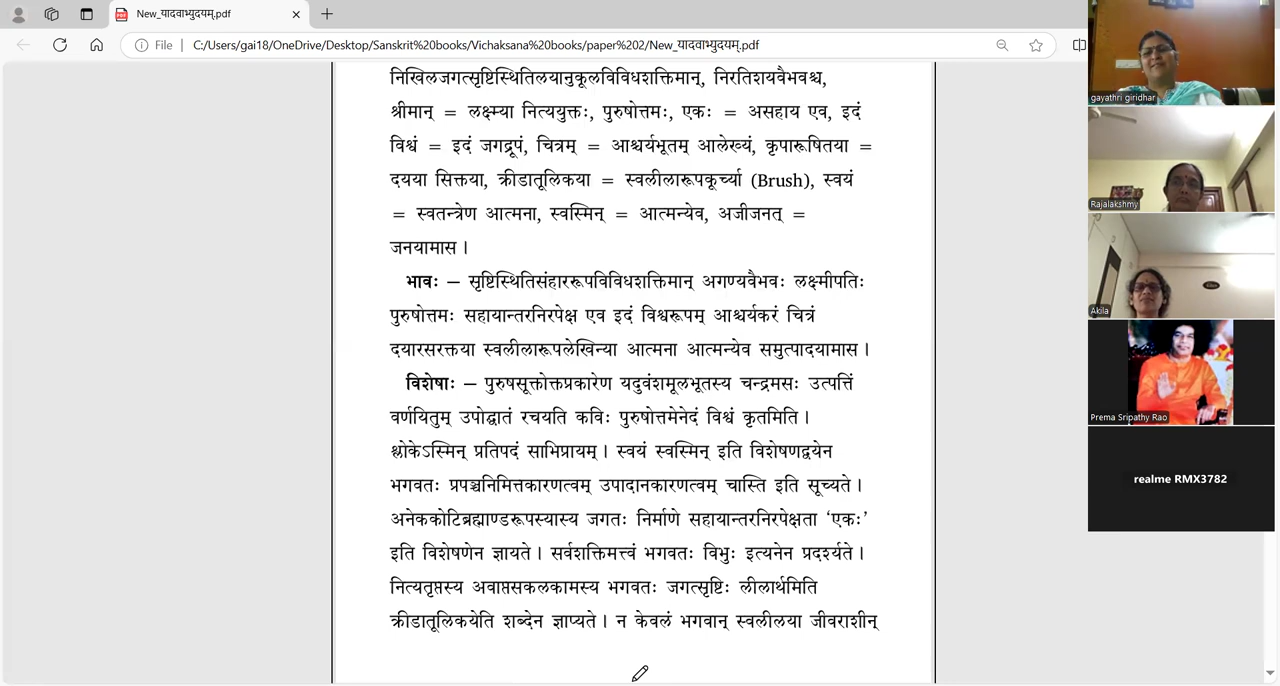 New_यादवाभ्युदयम्.pdf
File
C:/Users/gai18/OneDrive/Desktop/Sanskrit%20books/Vichaksana%20books/paper%202/New_यादवाभ्युदयम्.pdf
निखिलजगत्सृष्टिस्थितिलयानुकूलविविधशक्तिमान्, निरतिशयवैभवश्च,
श्रीमान् = लक्ष्म्या नित्ययुक्तः, पुरुषोत्तमः, एकः = असहाय एव, इदं
विश्वं = इदं जगद्रूपं, चित्रम् = आश्चर्यभूतम् आलेख्यं, कृपारूषितया =
दयया सिक्तया, क्रीडातूलिकया = स्वलीलारूपकूर्च्या (Brush), स्वयं
= स्वतन्त्रेण आत्मना, स्वस्मिन् = आत्मन्येव, अजीजनत् =
जनयामास ।
भावः – सृष्टिस्थितिसंहाररूपविविधशक्तिमान् अगण्यवैभवः लक्ष्मीपतिः
पुरुषोत्तमः सहायान्तरनिरपेक्ष एव इदं विश्वरूपम् आश्चर्यकरं चित्रं
दयारसरक्तया स्वलीलारूपलेखिन्या आत्मना आत्मन्येव समुत्पादयामास ।
विशेषाः – पुरुषसूक्तोक्तप्रकारेण यदुवंशमूलभूतस्य चन्द्रमसः उत्पत्तिं
वर्णयितुम् उपोद्घातं रचयति कविः पुरुषोत्तमेनेदं विश्वं कृतमिति ।
श्लोकेऽस्मिन् प्रतिपदं साभिप्रायम् । स्वयं स्वस्मिन् इति विशेषणद्वयेन
भगवतः प्रपञ्चनिमित्तकारणत्वम् उपादानकारणत्वम् चास्ति इति सूच्यते ।
अनेककोटिब्रह्माण्डरूपस्यास्य जगतः निर्माणे सहायान्तरनिरपेक्षता ‘एकः’
इति विशेषणेन ज्ञायते । सर्वशक्तिमत्त्वं भगवतः विभुः इत्यनेन प्रदर्श्यते ।
नित्यतृप्तस्य अवाप्तसकलकामस्य भगवतः जगत्सृष्टिः लीलार्थमिति
क्रीडातूलिकयेति शब्देन ज्ञाप्यते । न केवलं भगवान् स्वलीलया जीवराशीन्
gayathri giridhar
Rajalakshmy
Akila
Prema Sripathy Rao
realme RMX3782